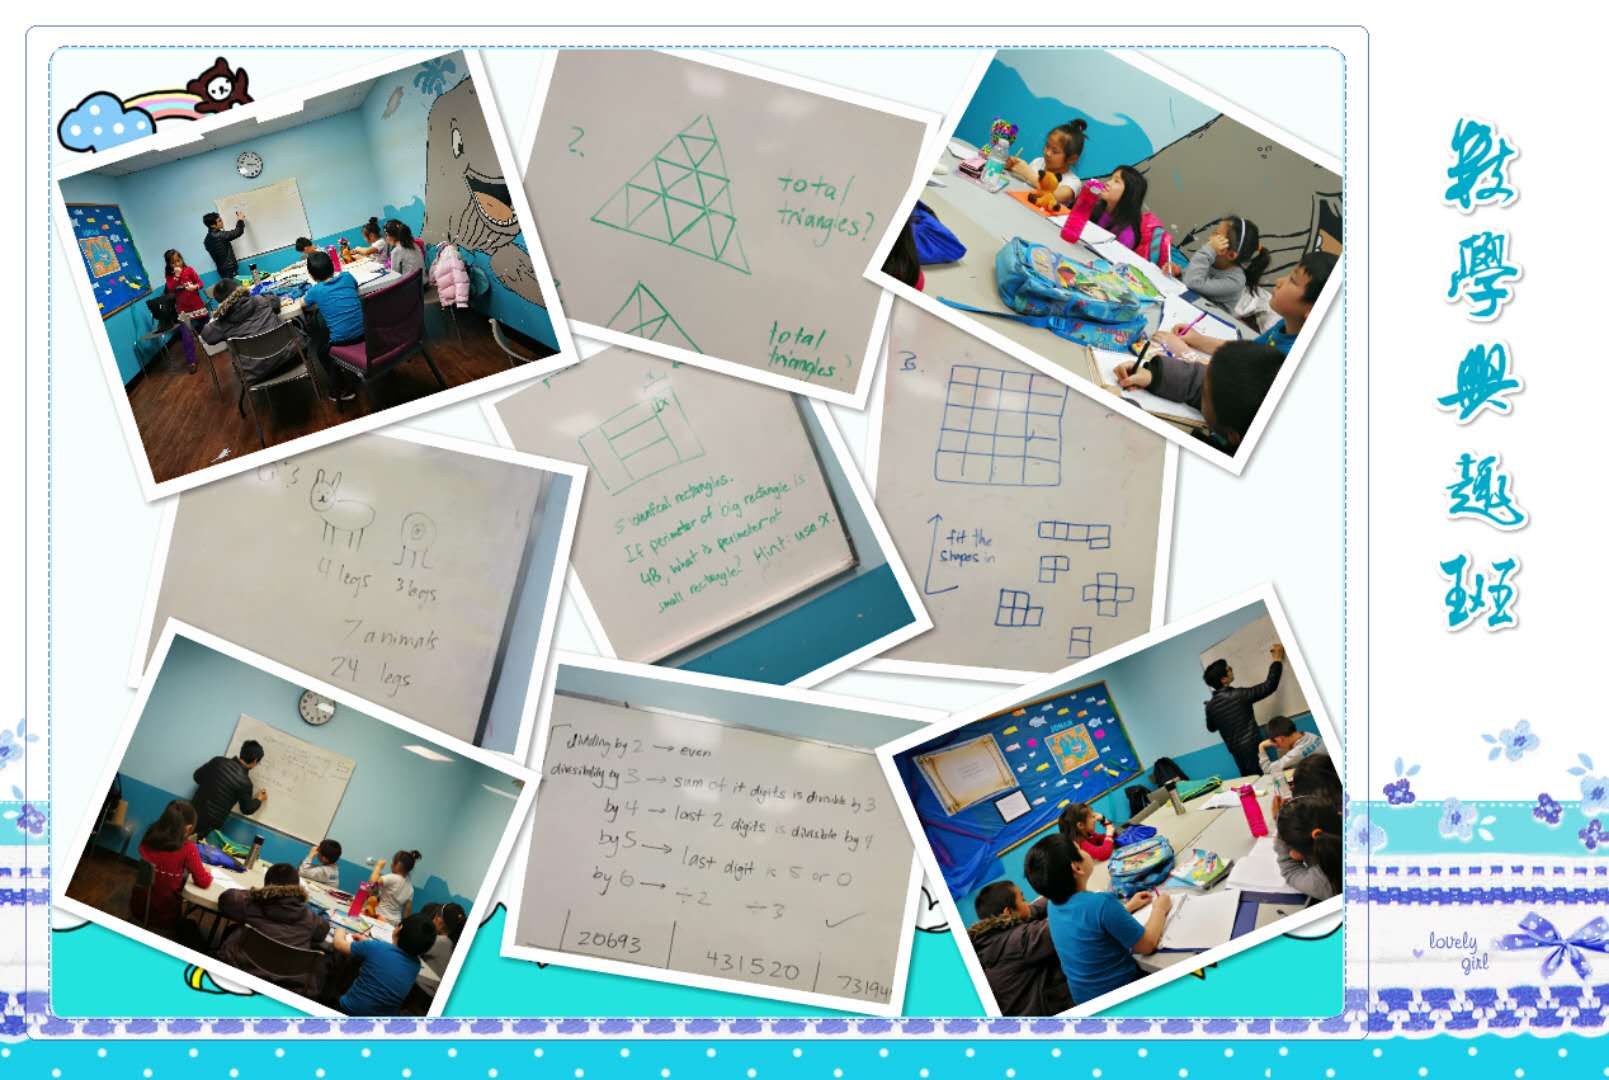 2.
total
triangles?
total
triangles?
4 legs 3 legs
7 animals
24 legs
x
x
5 identical rectangles.
If perimeter of big rectangle is
48, what is perimeter of
small rectangle? Hint: use x.
3.
fit the
shapes in
dividing by 2 → even
divisibility by 3 → sum of it digits is divisible by 3
by 4 → last 2 digits is divisible by 4
by 5 → last digit is 5 or 0
by 6 → ÷2 ÷3 ✓
20693
431520
73194
JONAH
數學興趣班
lovely
girl